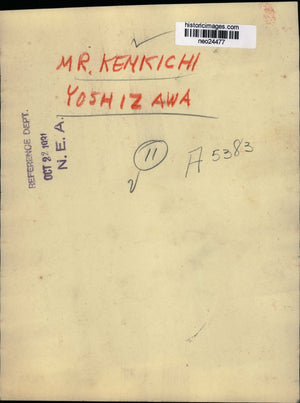 historicimages.com
neo24477
MR. KENKICHI
YOSHIZAWA
REFERENCE DEPT.
OCT 22 1931
N. E. A.
11
A 5383